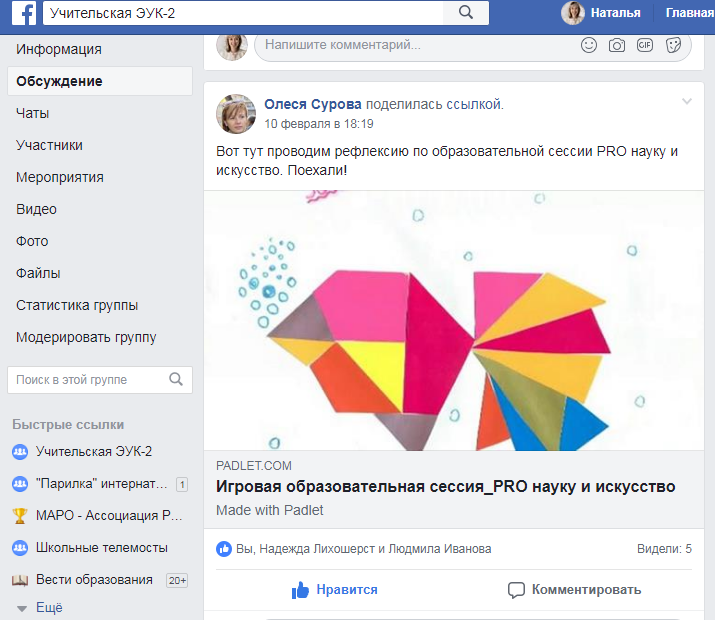 Учительская ЭУК-2
Наталья
Главная
Информация
Обсуждение
Чаты
Участники
Мероприятия
Видео
Фото
Файлы
Статистика группы
Модерировать группу
Поиск в этой группе
Быстрые ссылки
Учительская ЭУК-2
"Парилка" интернат... 1
МАРО - Ассоциация Р...
Школьные телемосты
Вести образования 20+
Ещё
Напишите комментарий...
GIF
Олеся Сурова поделилась ссылкой.
10 февраля в 18:19
Вот тут проводим рефлексию по образовательной сессии PRO науку и
искусство. Поехали!
PADLET.COM
Игровая образовательная сессия_PRO науку и искусство
Made with Padlet
Вы, Надежда Лихошерст и Людмила Иванова
Видели: 5
Нравится
Комментировать